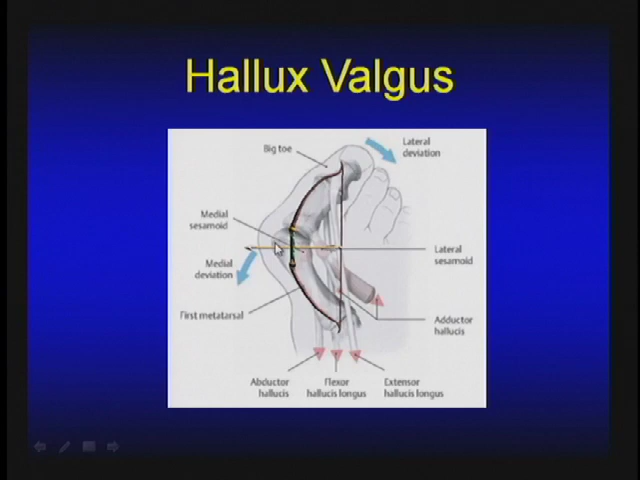 Hallux Valgus
Big toe
Lateral
deviation
Medial
sesamoid
Lateral
sesamoid
Medial
deviation
First metatarsal
Adductor
hallucis
Abductor
hallucis
Flexor
hallucis longus
Extensor
hallucis longus